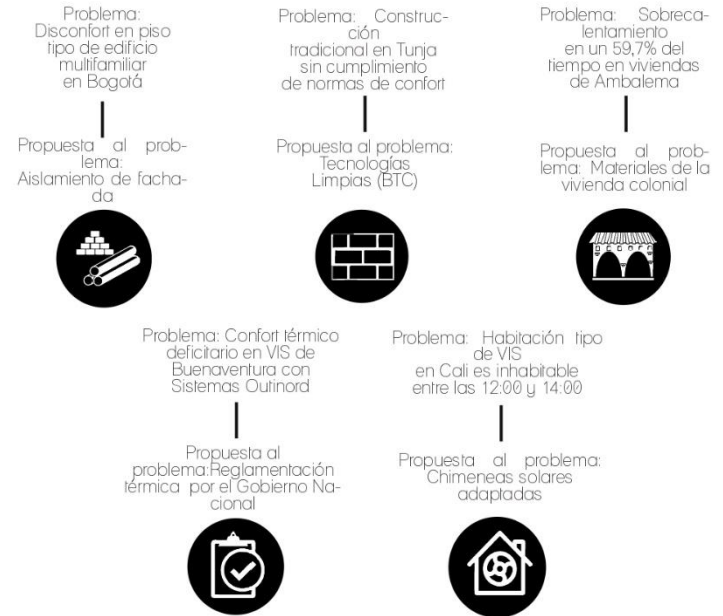 Problema:
Disconfort en piso
tipo de edificio
multifamiliar
en Bogotá
Propuesta al prob-
lema:
Aislamiento de facha-
da
Problema: Construc-
ción
tradicional en Tunja
sin cumplimiento
de normas de confort
Propuesta al problema:
Tecnologías
Limpias (BTC)
Problema: Sobreca-
lentamiento
en un 59,7% del
tiempo en viviendas
de Ambalema
Propuesta al prob-
lema: Materiales de la
vivienda colonial
Problema: Confort térmico
deficitario en VIS de
Buenaventura con
Sistemas Outinord
Propuesta al
problema:Reglamentación
térmica por el Gobierno Na-
cional
Problema: Habitación tipo
de VIS
en Cali es inhabitable
entre las 12:00 y 14:00
Propuesta al problema:
Chimeneas solares
adaptadas